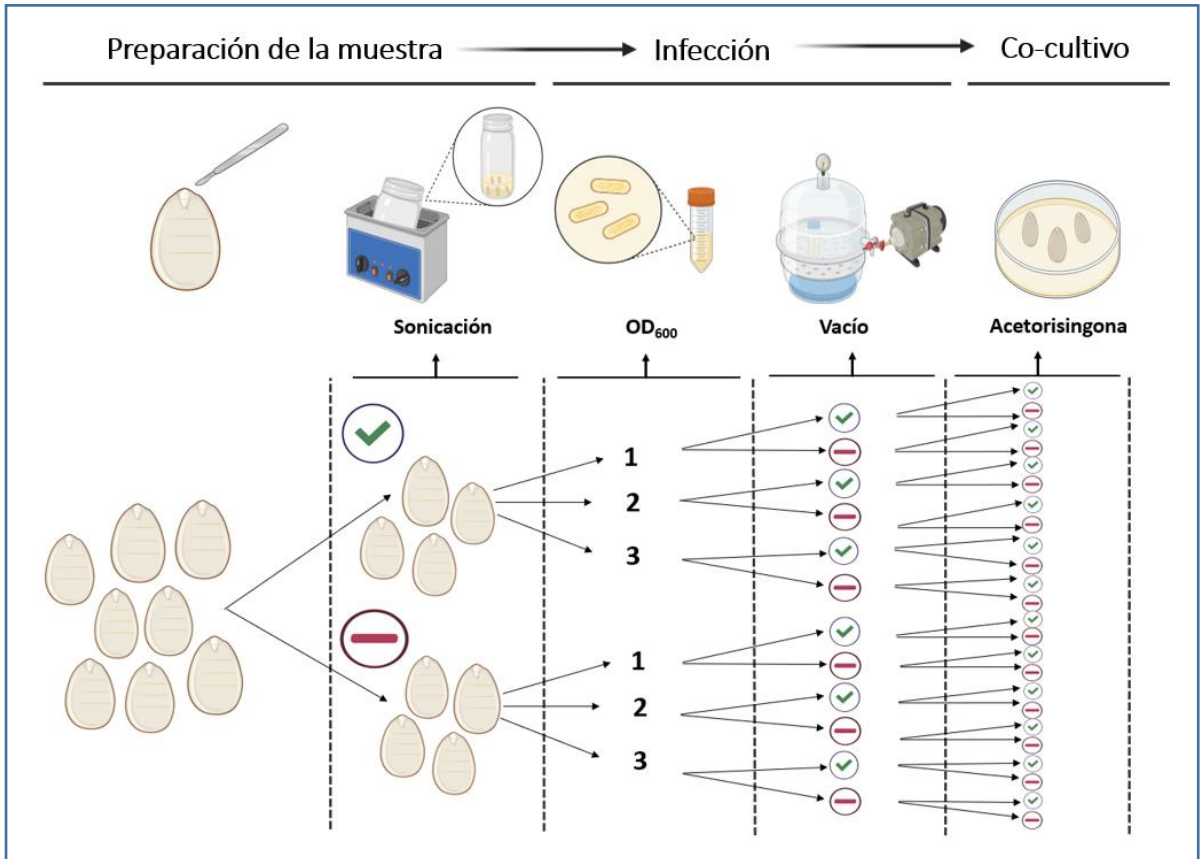 Preparación de la muestra
Infección
Co-cultivo
Sonicación
OD600
Vacío
Acetorisingona
1
2
3
1
2
3